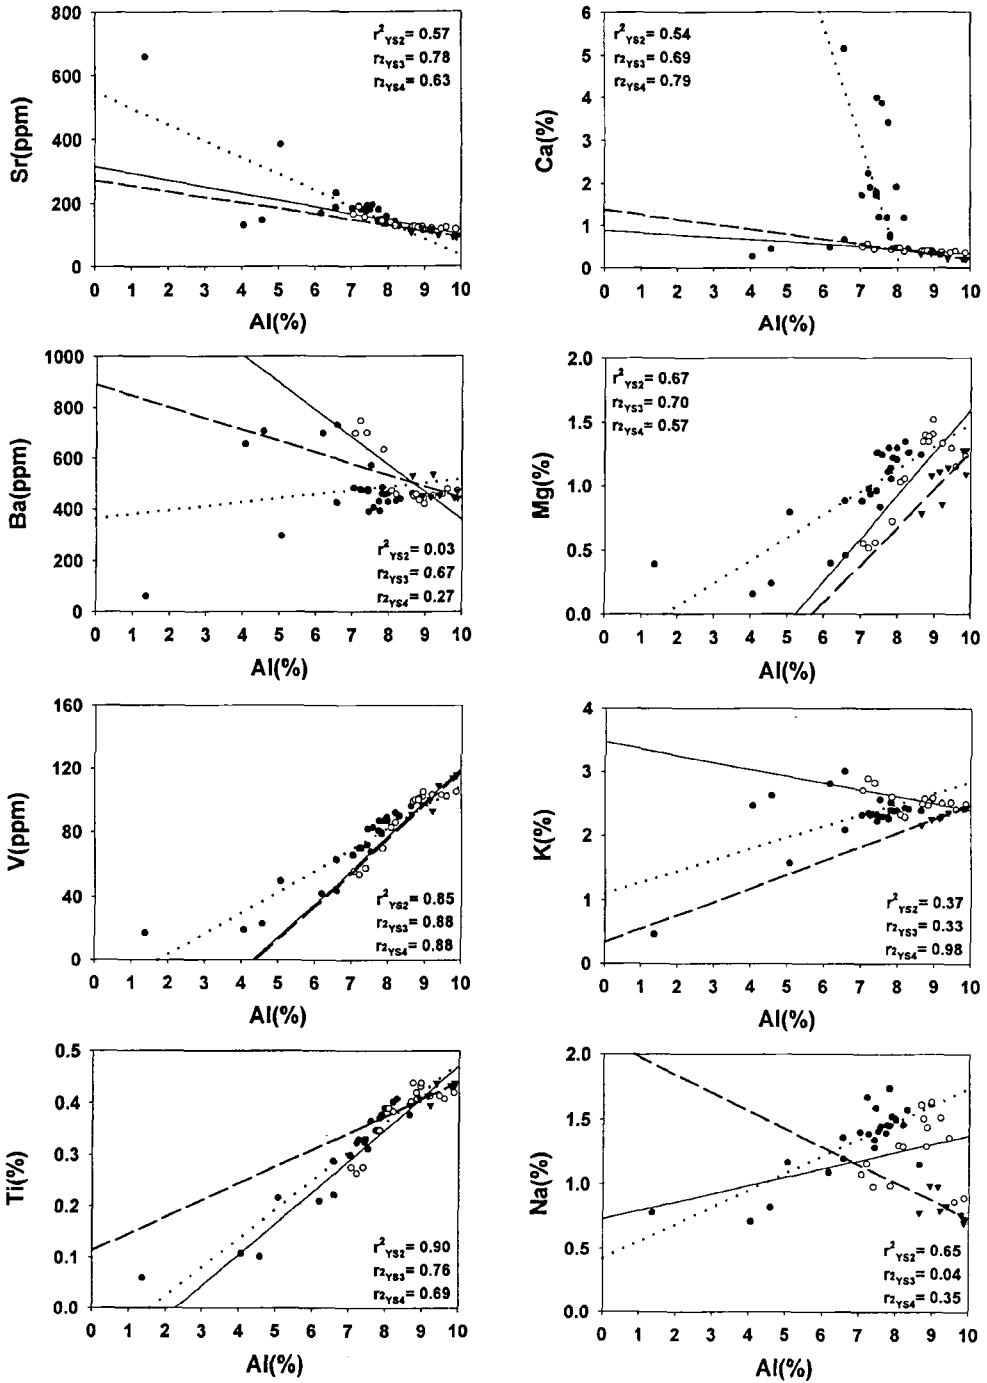 800
600
400
200
0
Sr(ppm)
r²YS2= 0.57
r2YS3= 0.78
r2YS4= 0.63
0 1 2 3 4 5 6 7 8 9 10
Al(%)
6
5
4
3
2
1
0
Ca(%)
r²YS2= 0.54
r2YS3= 0.69
r2YS4= 0.79
0 1 2 3 4 5 6 7 8 9 10
Al(%)
1000
800
600
400
200
0
Ba(ppm)
r²YS2= 0.03
r2YS3= 0.67
r2YS4= 0.27
0 1 2 3 4 5 6 7 8 9 10
Al(%)
2.0
1.5
1.0
0.5
0.0
Mg(%)
r²YS2= 0.67
r2YS3= 0.70
r2YS4= 0.57
0 1 2 3 4 5 6 7 8 9 10
Al(%)
160
120
80
40
0
V(ppm)
r²YS2= 0.85
r2YS3= 0.88
r2YS4= 0.88
0 1 2 3 4 5 6 7 8 9 10
Al(%)
4
3
2
1
0
K(%)
r²YS2= 0.37
r2YS3= 0.33
r2YS4= 0.98
0 1 2 3 4 5 6 7 8 9 10
Al(%)
0.5
0.4
0.3
0.2
0.1
0.0
Ti(%)
r²YS2= 0.90
r2YS3= 0.76
r2YS4= 0.69
0 1 2 3 4 5 6 7 8 9 10
Al(%)
2.0
1.5
1.0
0.5
0.0
Na(%)
r²YS2= 0.65
r2YS3= 0.04
r2YS4= 0.35
0 1 2 3 4 5 6 7 8 9 10
Al(%)